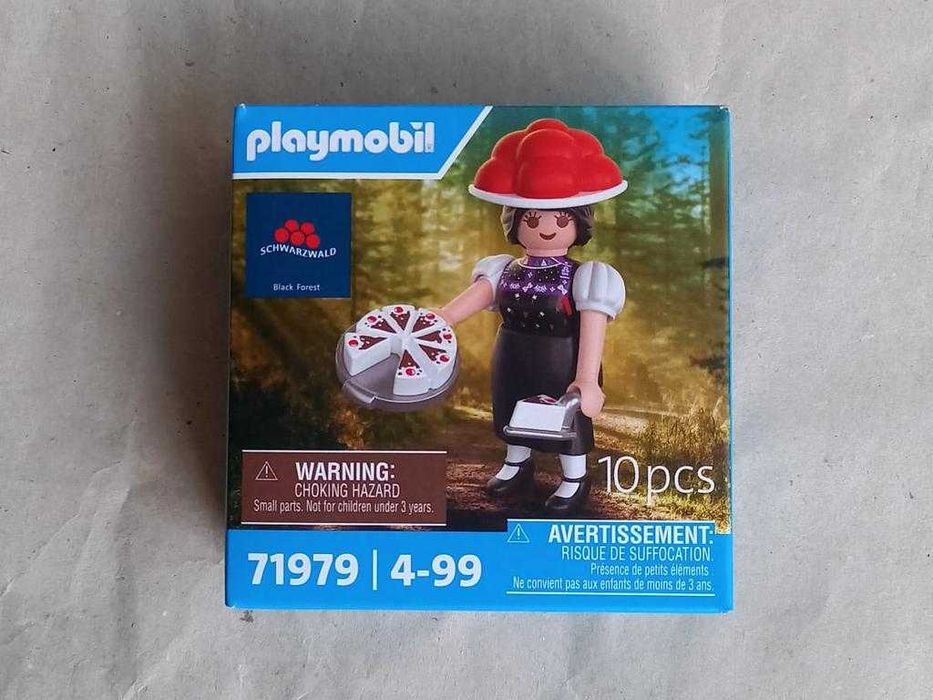 playmobil
SCHWARZWALD
Black Forest
WARNING:
CHOKING HAZARD
Small parts. Not for children under 3 years.
10 pcs
71979 | 4-99
AVERTISSEMENT:
RISQUE DE SUFFOCATION.
Présence de petits éléments.
Ne convient pas aux enfants de moins de 3 ans.